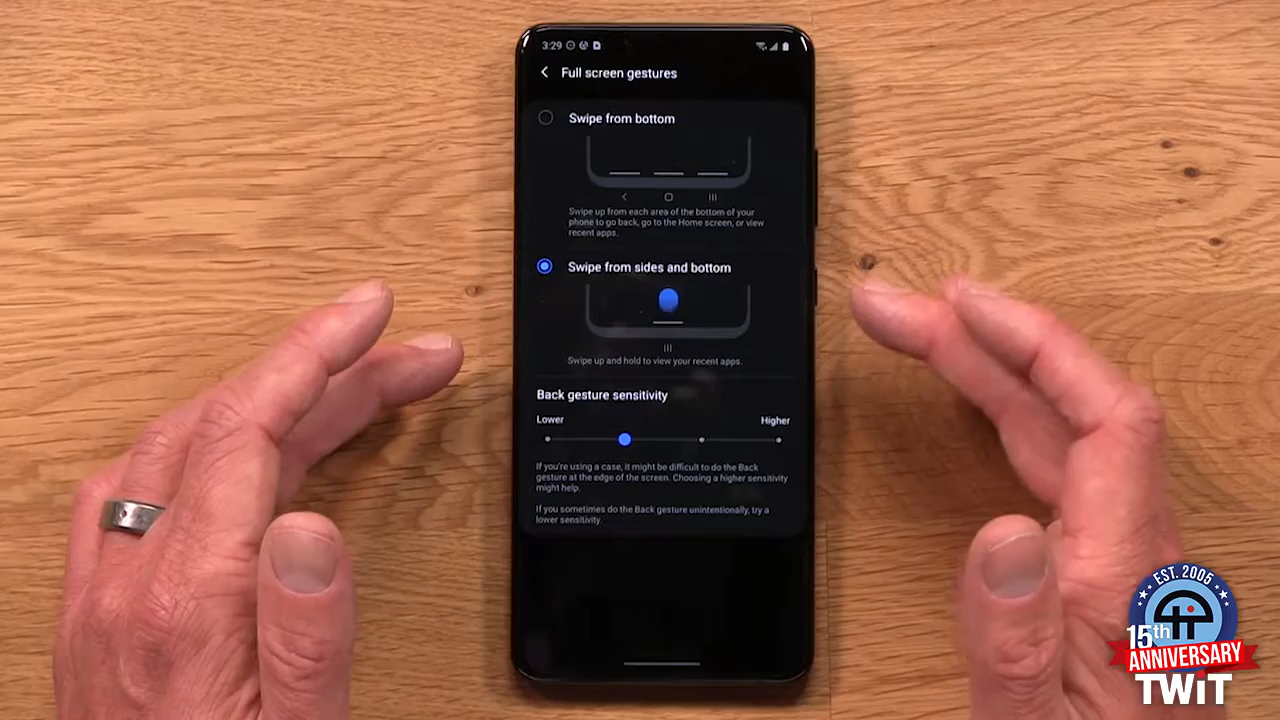 3:29
Full screen gestures
Swipe from bottom
Swipe up from each area of the bottom of your
phone to go back, go to the Home screen, or view
recent apps.
Swipe from sides and bottom
Swipe up and hold to view your recent apps.
Back gesture sensitivity
Lower
Higher
If you're using a case, it might be difficult to do the Back
gesture at the edge of the screen. Choosing a higher sensitivity
might help.
If you sometimes do the Back gesture unintentionally, try a
lower sensitivity.
EST. 2005
15th
ANNIVERSARY
TWiT